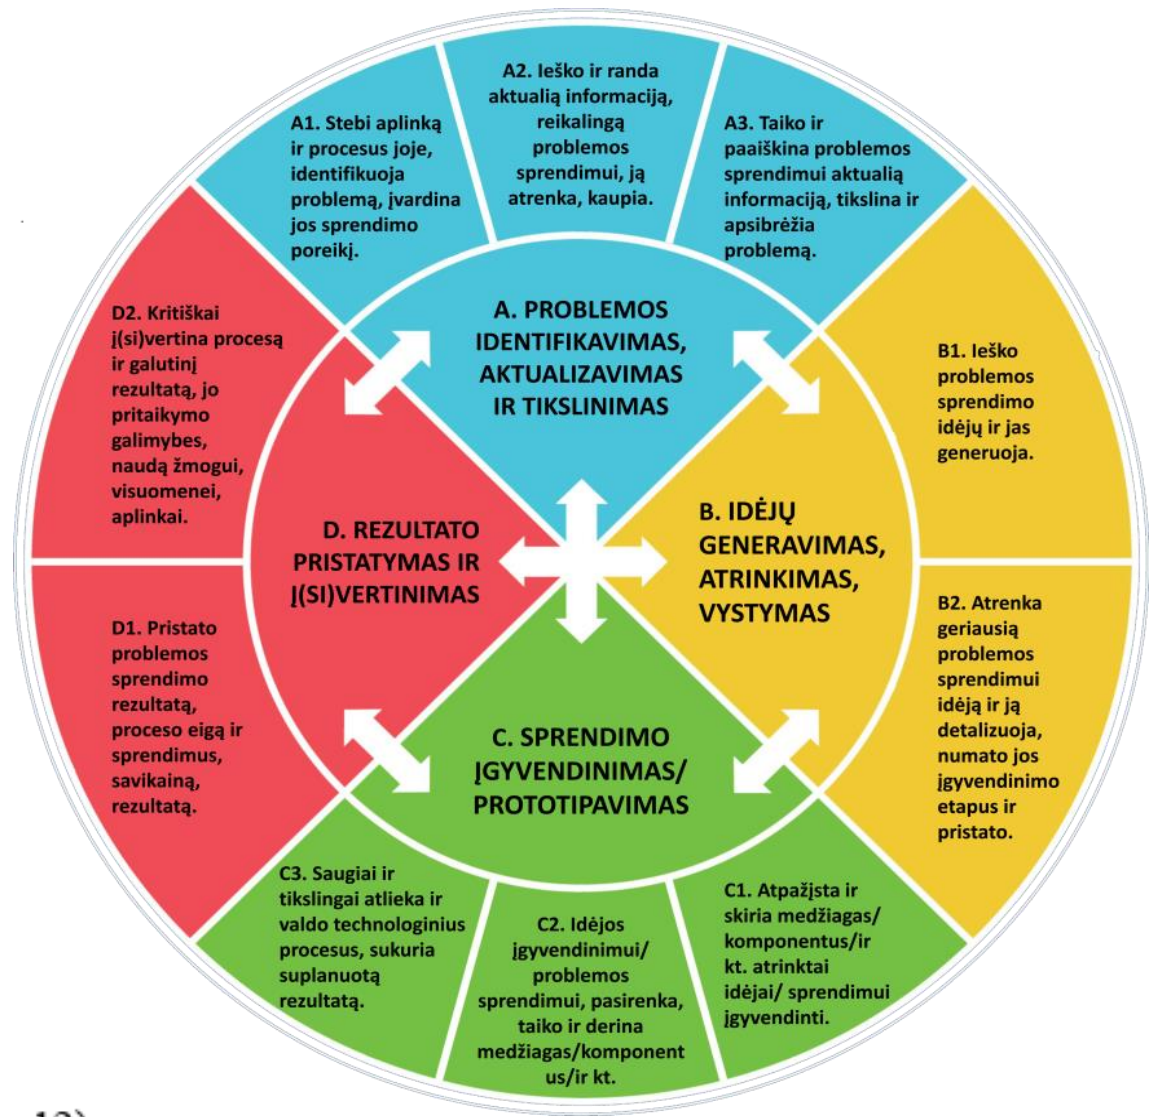 A1. Stebi aplinką
ir procesus joje,
identifikuoja
problemą, įvardina
jos sprendimo
poreikį.
A2. Ieško ir randa
aktualią informaciją,
reikalingą
problemos
sprendimui, ją
atrenka, kaupia.
A3. Taiko ir
paaiškina problemos
sprendimui aktualią
informaciją, tikslina ir
apsibrėžia
problemą.
A. PROBLEMOS
IDENTIFIKAVIMAS,
AKTUALIZAVIMAS
IR TIKSLINIMAS
B1. Ieško
problemos
sprendimo
idėjų ir jas
generuoja.
B. IDĖJŲ
GENERAVIMAS,
ATRINKIMAS,
VYSTYMAS
B2. Atrenka
geriausią
problemos
sprendimui
idėją ir ją
detalizuoja,
numato jos
įgyvendinimo
etapus ir
pristato.
C. SPRENDIMO
ĮGYVENDINIMAS/
PROTOTIPAVIMAS
C1. Atpažįsta ir
skiria medžiagas/
komponentus/ir
kt. atrinktai
idėjai/ sprendimui
įgyvendinti.
C2. Idėjos
įgyvendinimui/
problemos
sprendimui, pasirenka,
taiko ir derina
medžiagas/komponent
us/ir kt.
C3. Saugiai ir
tikslingai atlieka ir
valdo technologinius
procesus, sukuria
suplanuotą
rezultatą.
D. REZULTATO
PRISTATYMAS IR
Į(SI)VERTINIMAS
D1. Pristato
problemos
sprendimo
rezultatą,
proceso eigą ir
sprendimus,
savikainą,
rezultatą.
D2. Kritiškai
į(si)vertina procesą
ir galutinį
rezultatą, jo
pritaikymo
galimybes,
naudą žmogui,
visuomenei,
aplinkai.